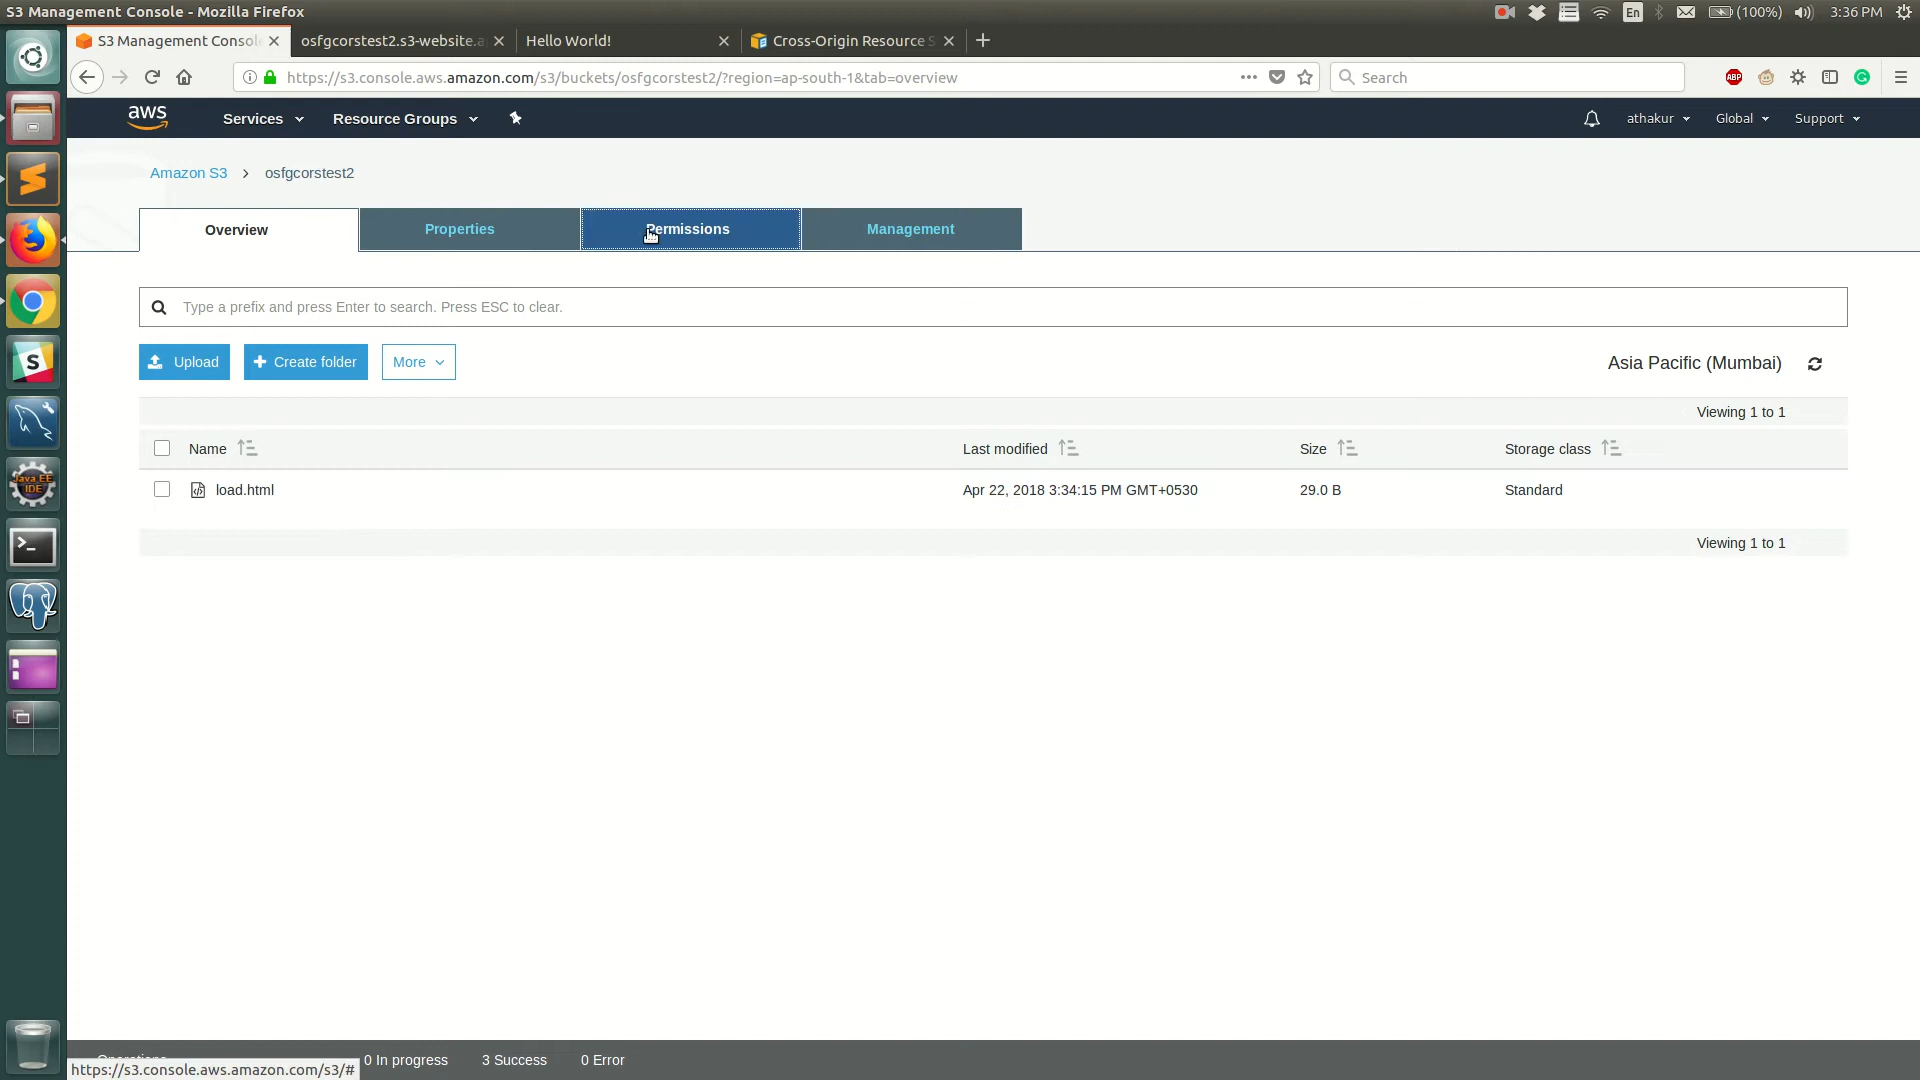 S3 Management Console - Mozilla Firefox
En
(100%)
3:36 PM
S3 Management Console
osfgcorstest2.s3-website.a
Hello World!
Cross-Origin Resource S
https://s3.console.aws.amazon.com/s3/buckets/osfgcorstest2/?region=ap-south-1&tab=overview
Search
ABP
aws
Services
Resource Groups
athakur
Global
Support
Amazon S3
osfgcorstest2
Overview
Properties
Permissions
Management
Type a prefix and press Enter to search. Press ESC to clear.
Upload
Create folder
More
Asia Pacific (Mumbai)
Viewing 1 to 1
Name
Last modified
Size
Storage class
load.html
Apr 22, 2018 3:34:15 PM GMT+0530
29.0 B
Standard
Viewing 1 to 1
S
Java EE
IDE
Operations
0 In progress
3 Success
0 Error
https://s3.console.aws.amazon.com/s3/#